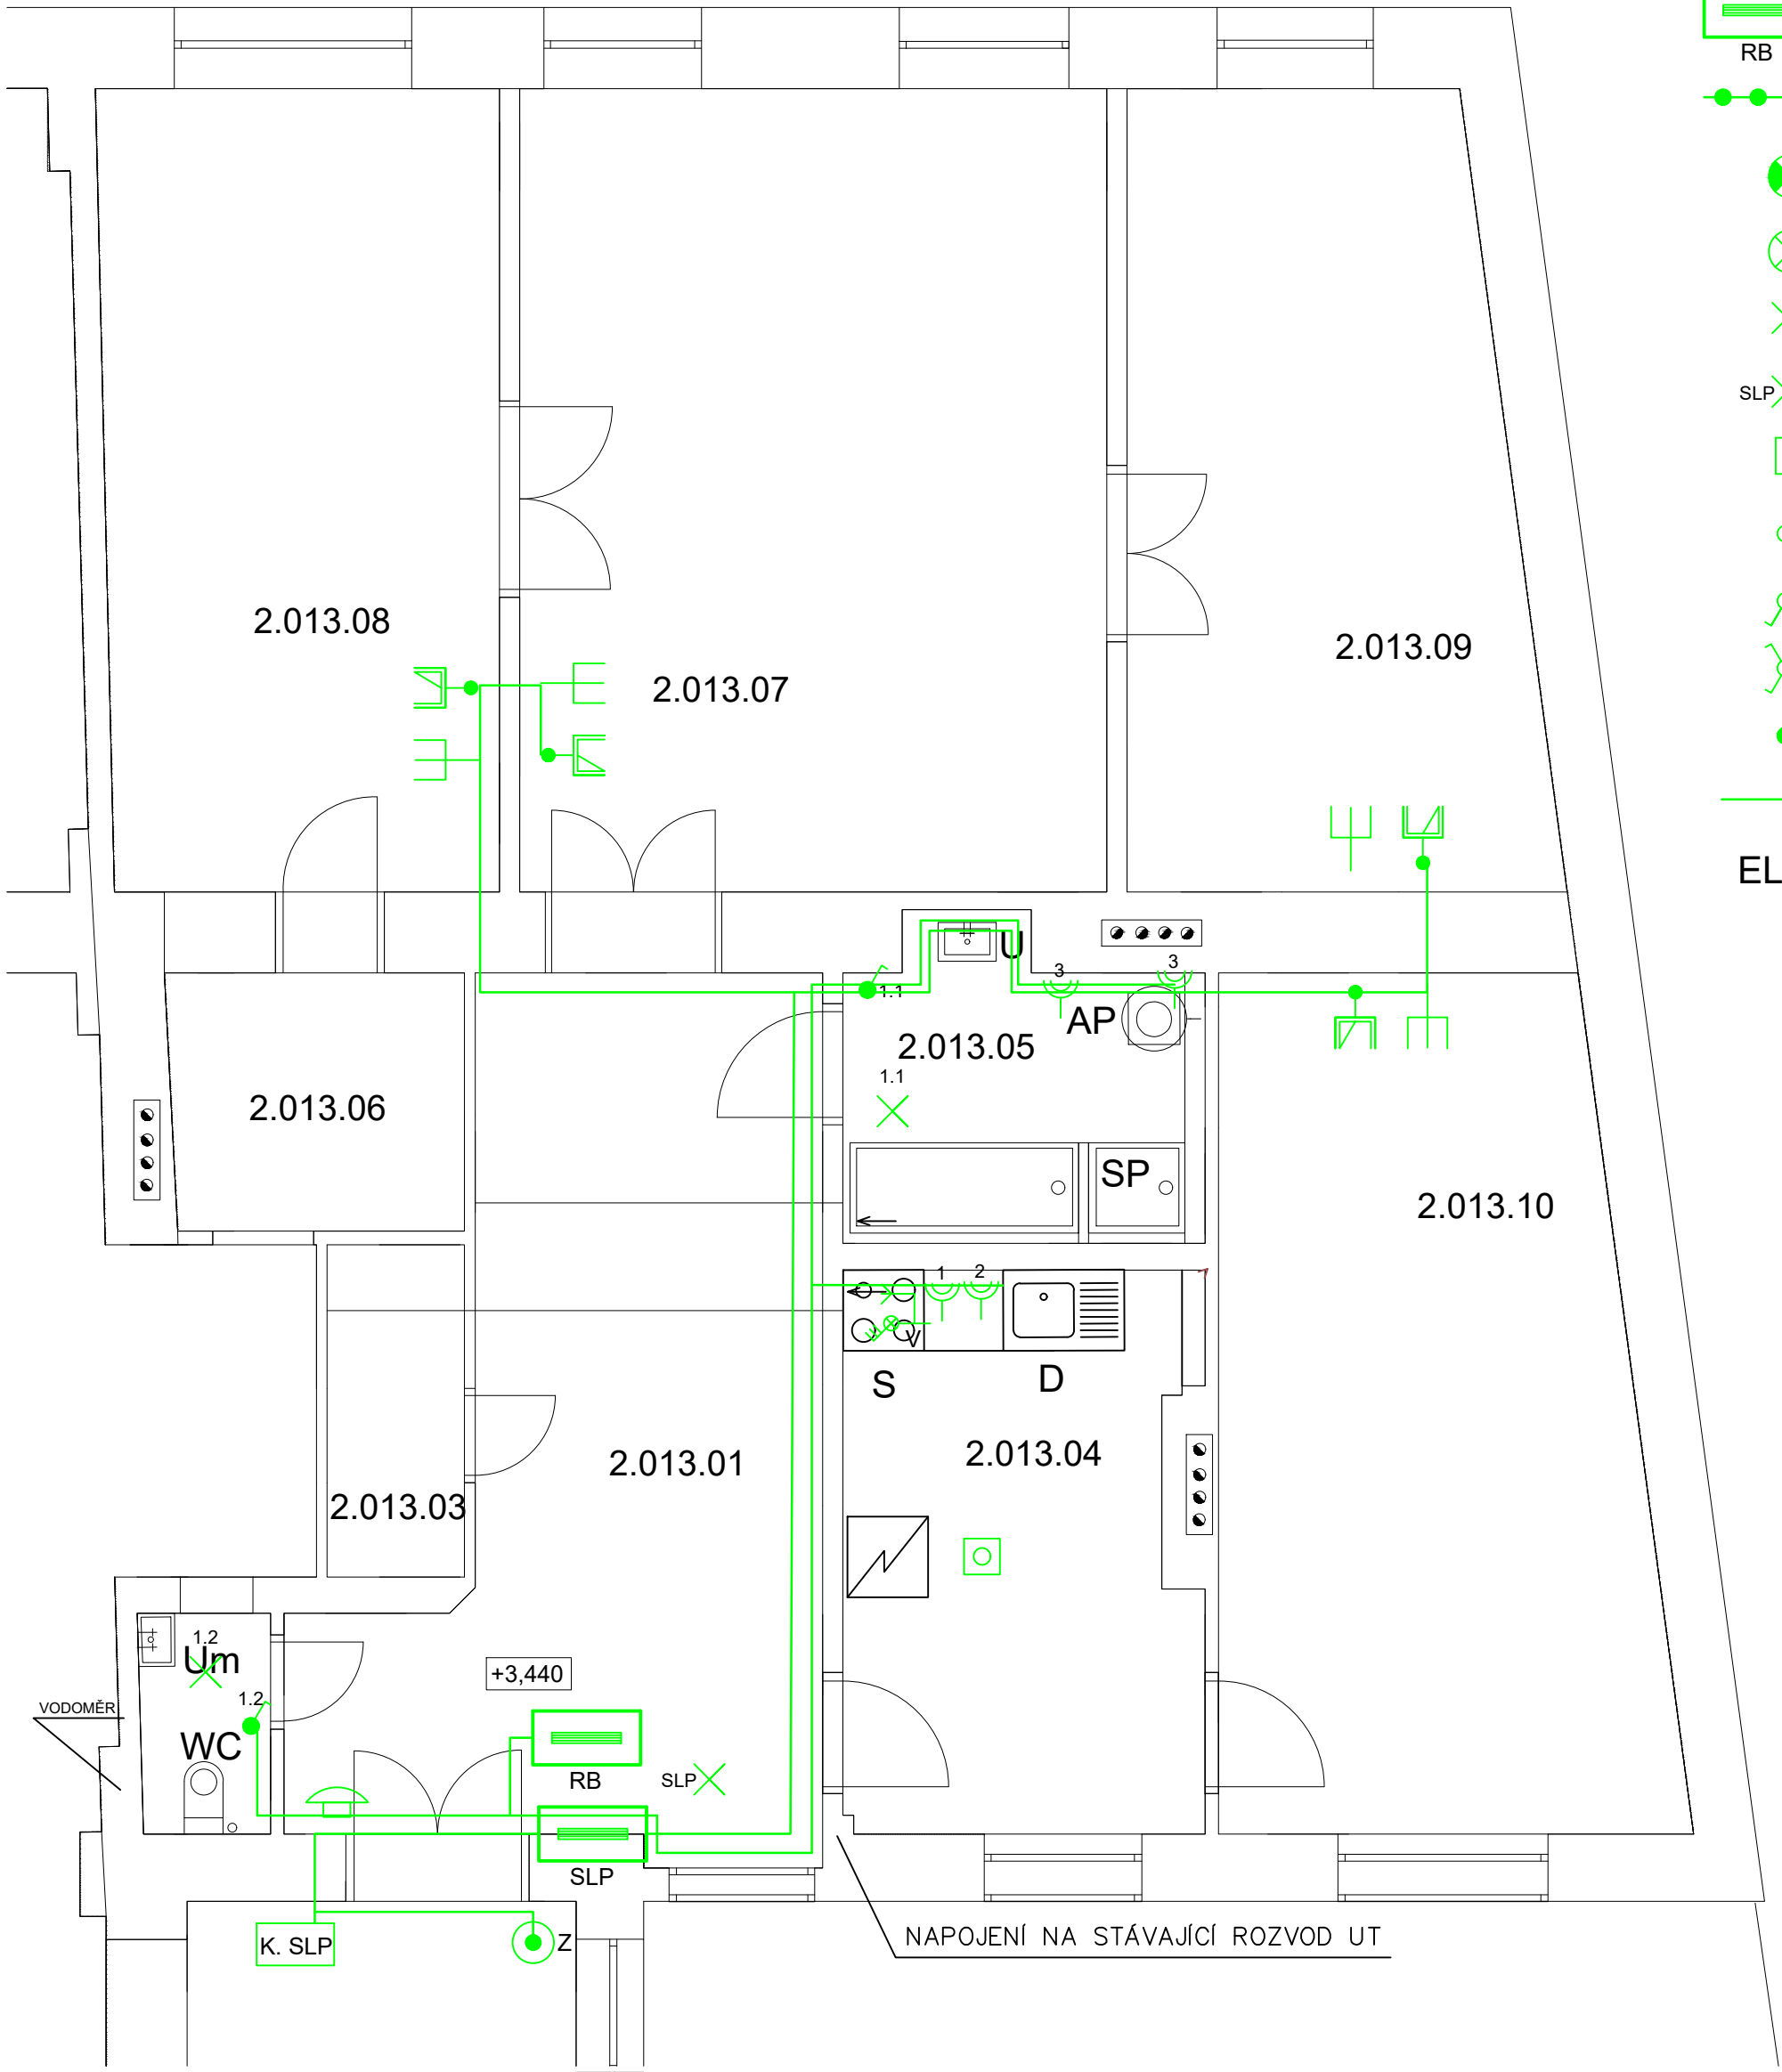 RB
SLP
2.013.08
2.013.07
2.013.09
EL
U
3
3
1.1
AP
2.013.05
1.1
2.013.06
SP
2.013.10
1
2
V
S
D
2.013.01
2.013.04
2.013.03
1.2
Um
+3,440
1.2
VODOMĚR
WC
RB
SLP
SLP
NAPOJENÍ NA STÁVAJÍCÍ ROZVOD UT
K. SLP
Z